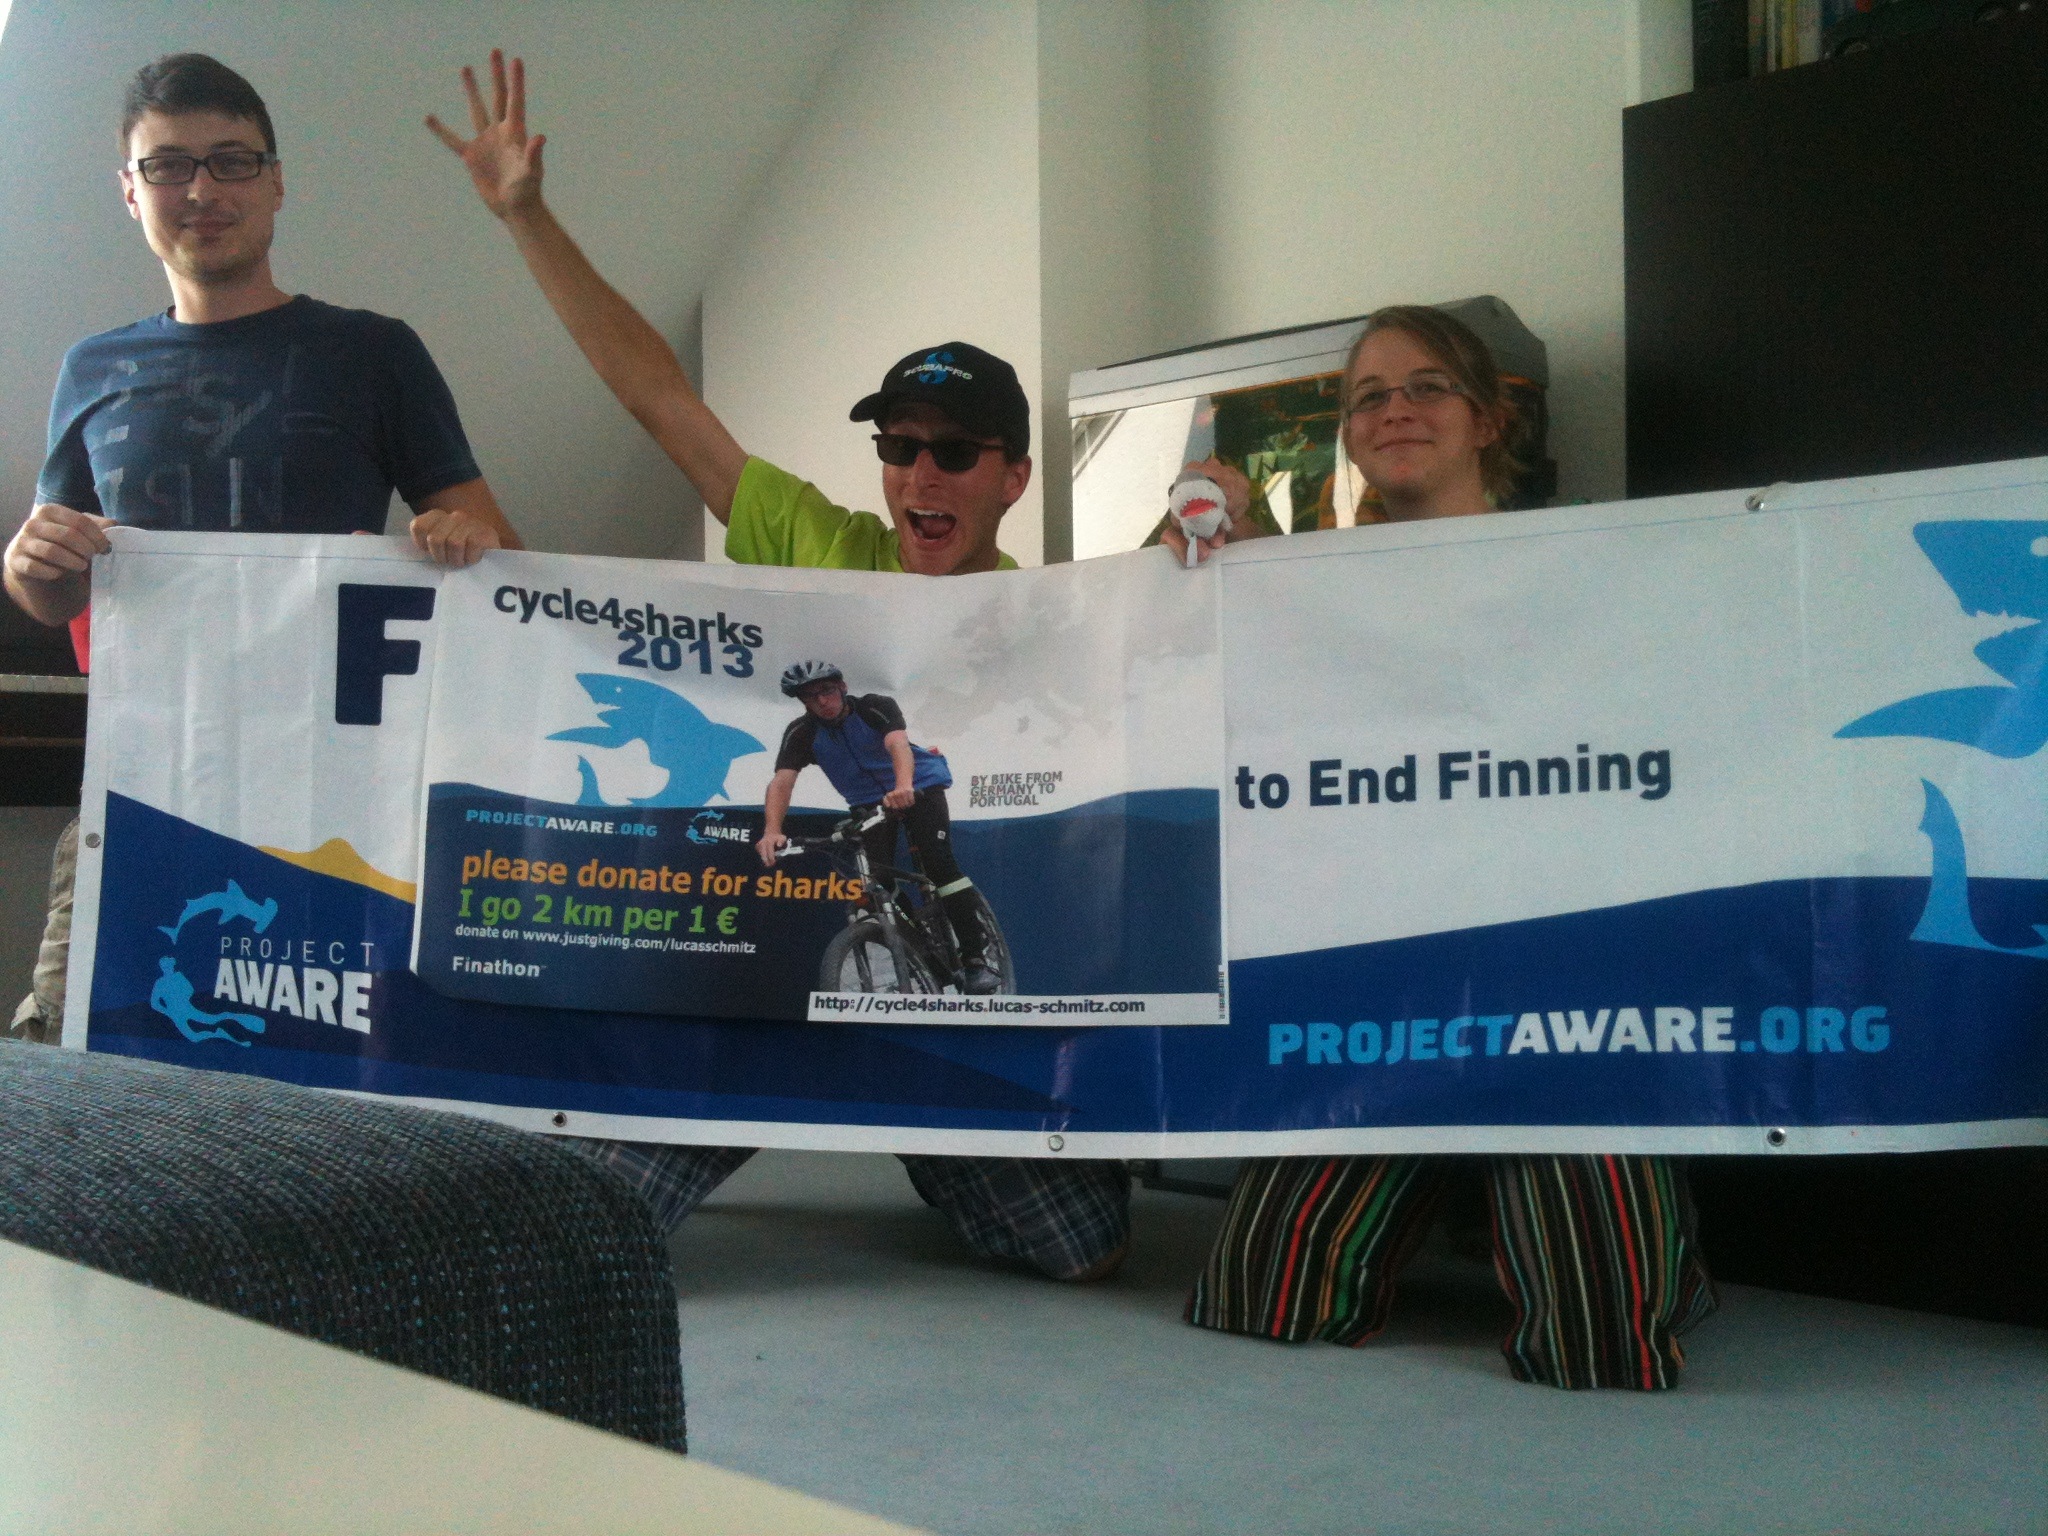 SCUBAPRO
F
cycle4sharks
2013
BY BIKE FROM
GERMANY TO
PORTUGAL
to End Finning
PROJECTAWARE.ORG
AWARE
please donate for sharks
I go 2 km per 1 €
donate on www.justgiving.com/lucasschmitz
Finathon™
http://cycle4sharks.lucas-schmitz.com
PROJECT
AWARE
PROJECTAWARE.ORG